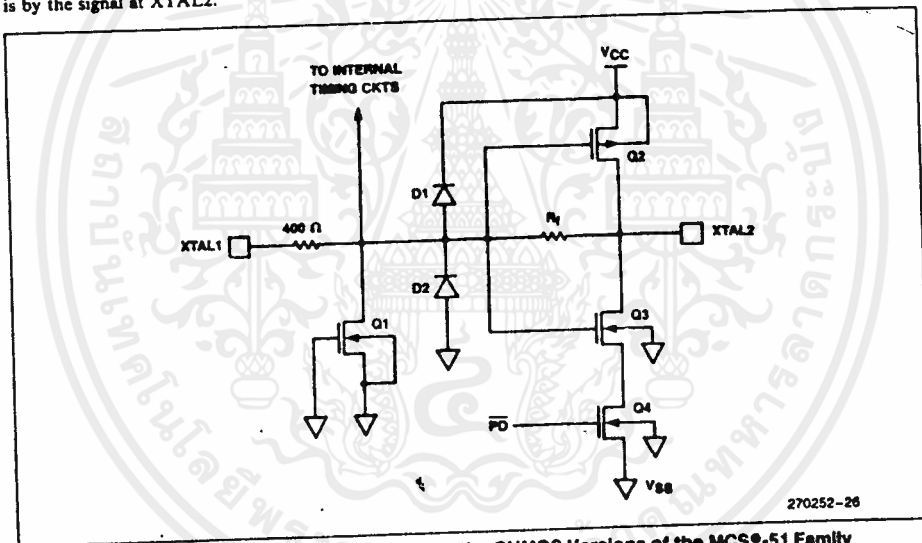 is by the signal at XTAL2.
VCC
TO INTERNAL
TIMING CKTS
Q2
D1
400 Ω
Rf
XTAL1
XTAL2
D2
Q3
Q1
Q4
PD
VSS
270252-26
CHMOS Versions of the MCS®-51 Family